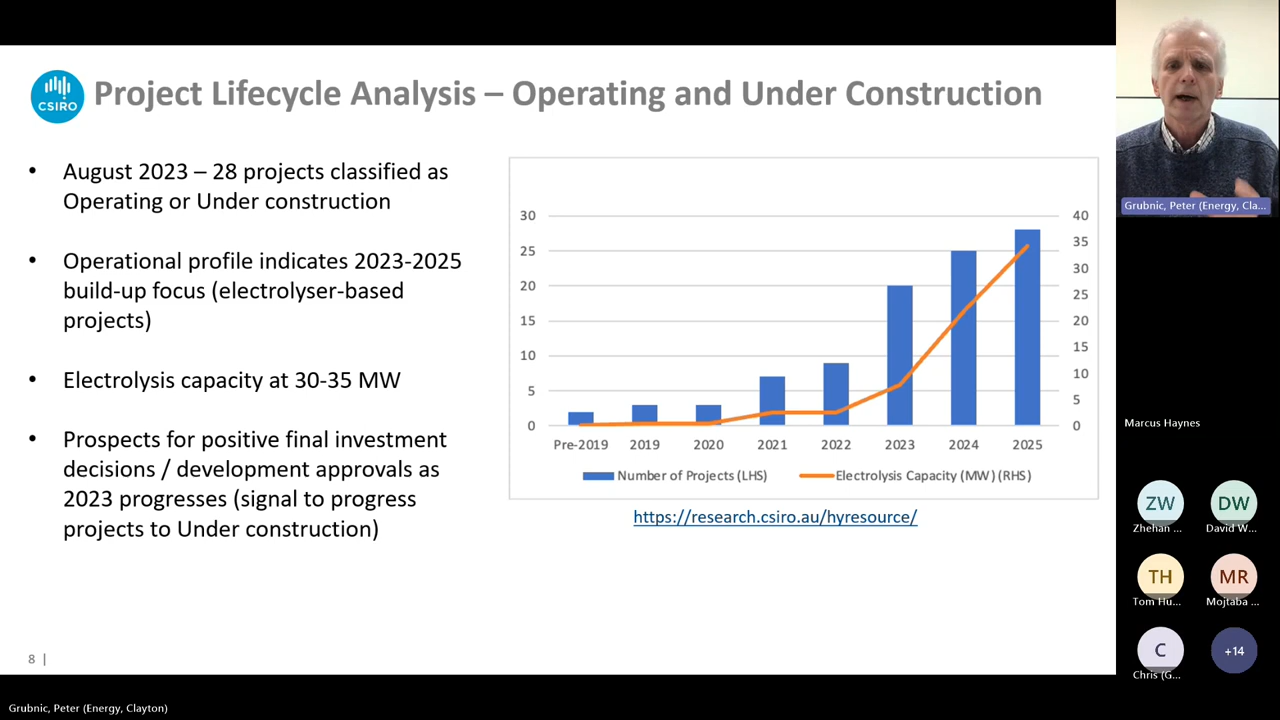 CSIRO
Project Lifecycle Analysis – Operating and Under Construction
• August 2023 – 28 projects classified as
Operating or Under construction
• Operational profile indicates 2023-2025
build-up focus (electrolyser-based
projects)
• Electrolysis capacity at 30-35 MW
• Prospects for positive final investment
decisions / development approvals as
2023 progresses (signal to progress
projects to Under construction)
30 40
25 35
20 30
15 25
10 20
5 15
0 10
5
0
Pre-2019 2019 2020 2021 2022 2023 2024 2025
Number of Projects (LHS) Electrolysis Capacity (MW) (RHS)
https://research.csiro.au/hyresource/
8 |
Grubnic, Peter (Energy, Cla...
Marcus Haynes
ZW DW
Zhehan ... David W...
TH MR
Tom Hu... Mojtaba ...
C +14
Chris (G...
Grubnic, Peter (Energy, Clayton)